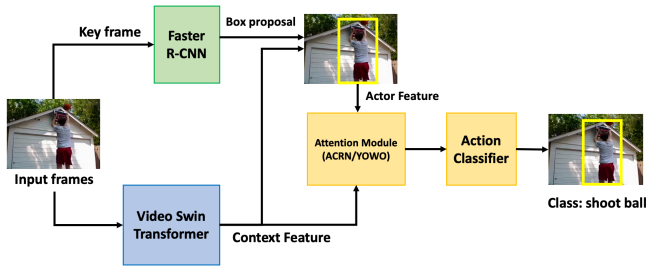 Key frame
Faster
R-CNN
Box proposal
Actor Feature
Input frames
Attention Module
(ACRN/YOWO)
Action
Classifier
Class: shoot ball
Video Swin
Transformer
Context Feature